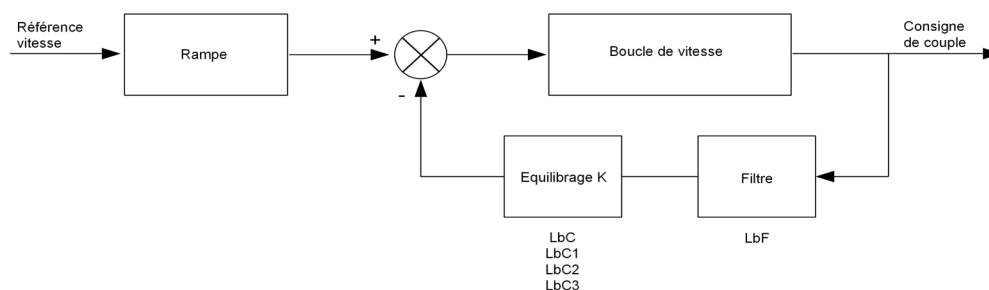 Référence
vitesse
Rampe
+
-
Boucle de vitesse
Consigne
de couple
Equilibrage K
Filtre
LbC
LbC1
LbC2
LbC3
LbF